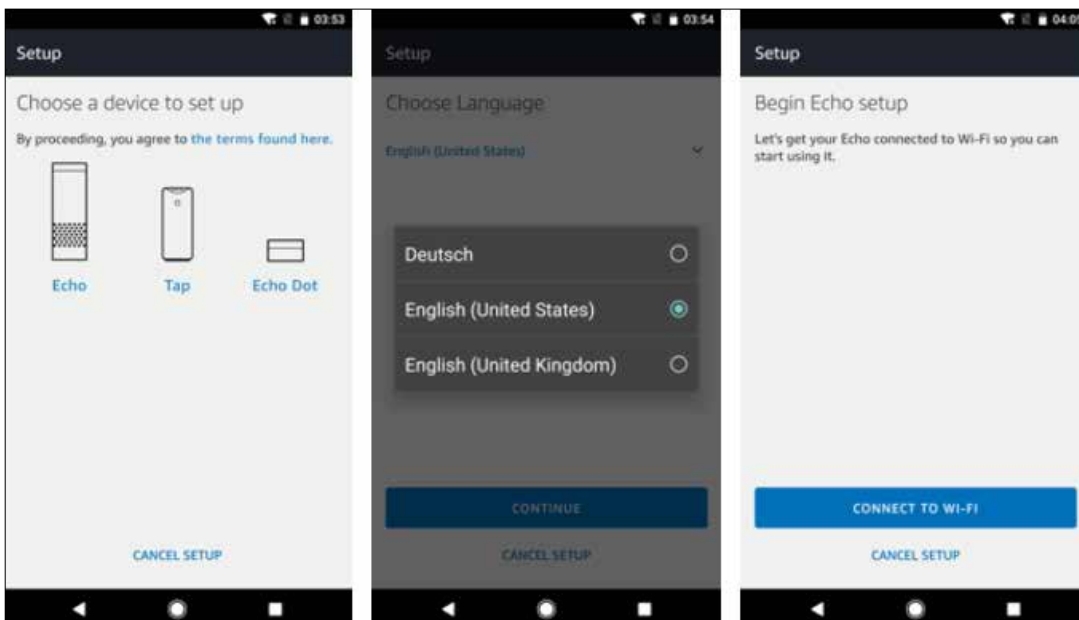 03:53
Setup
Choose a device to set up
By proceeding, you agree to the terms found here.
Echo
Tap
Echo Dot
CANCEL SETUP
03:54
Setup
Choose Language
English (United States)
Deutsch
English (United States)
English (United Kingdom)
CONTINUE
CANCEL SETUP
04:05
Setup
Begin Echo setup
Let's get your Echo connected to Wi-Fi so you can
start using it.
CONNECT TO WI-FI
CANCEL SETUP